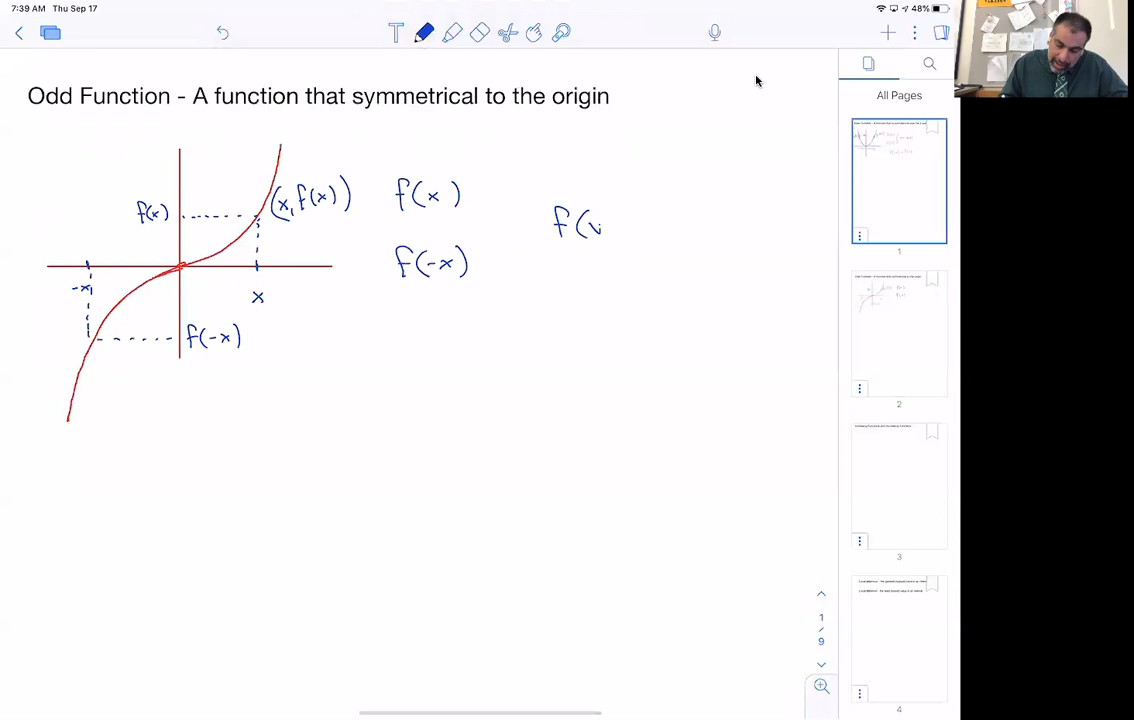 7:39 AM Thu Sep 17
48%
T
Odd Function - A function that symmetrical to the origin
All Pages
f(x)
(x, f(x))
f(x)
f(x
f(-x)
-x
x
f(-x)
1
2
3
4
1
/
9